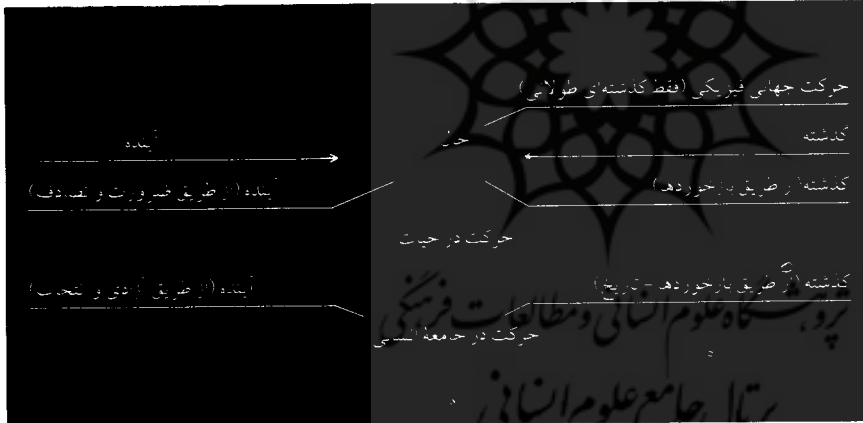 حرکت جهانی فیزیکی (فقط گذشته‌ای طولانی)
گذشته حال آینده
گذشته (از طریق بازخوردها) آینده (از طریق ضرورت و تصادف)
حرکت در حیات
گذشته (از طریق بازخوردها - تاریخ) آینده (از طریق آزادی و انتخاب)
حرکت در جامعهٔ انسانی
پژوهشگاه علوم انسانی و مطالعات فرهنگی
پرتال جامع علوم انسانی